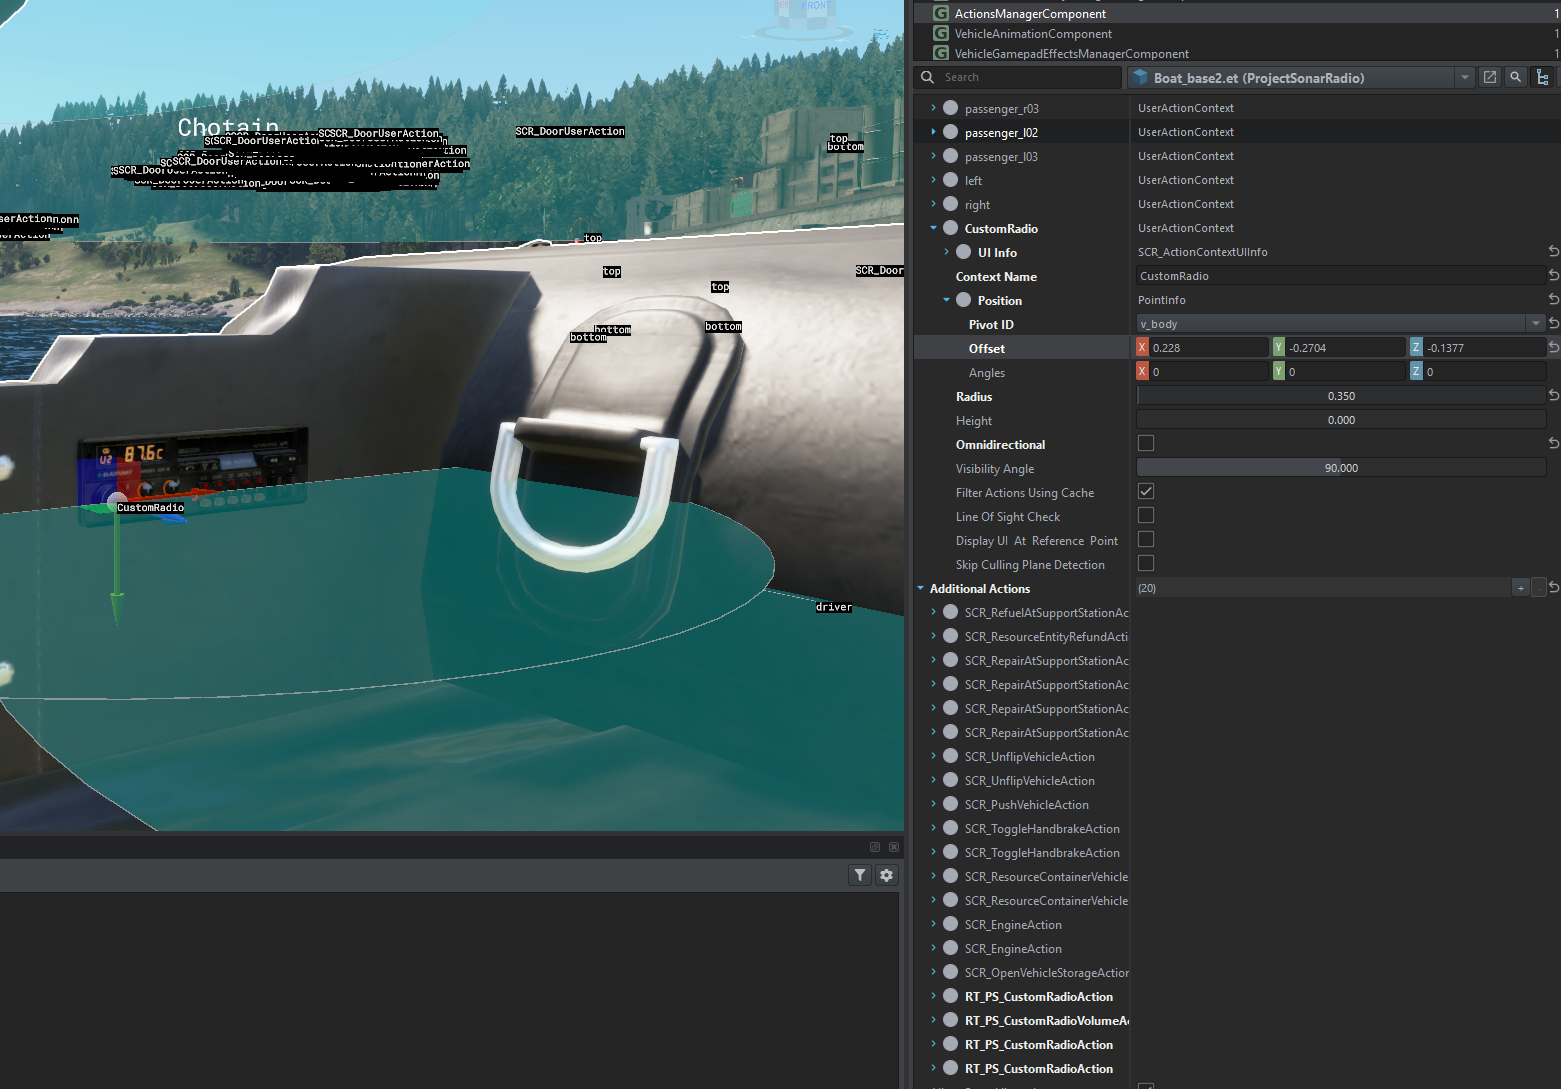 FRONT
Chotain
SCR_DoorUserAction
SCR_DoorUserAction
SCR_DoorUserAction
top
bottom
top
top
top
bottom
bottom
bottom
SCR_Door
87.6c
U2
BLAUPUNKT
CustomRadio
driver
ActionsManagerComponent
1
VehicleAnimationComponent
1
VehicleGamepadEffectsManagerComponent
1
Search
Boat_base2.et (ProjectSonarRadio)
passenger_r03 UserActionContext
passenger_l02 UserActionContext
passenger_l03 UserActionContext
left UserActionContext
right UserActionContext
CustomRadio UserActionContext
UI Info SCR_ActionContextUIInfo
Context Name CustomRadio
Position PointInfo
Pivot ID v_body
Offset X 0.228 Y -0.2704 Z -0.1377
Angles X 0 Y 0 Z 0
Radius 0.350
Height 0.000
Omnidirectional
Visibility Angle 90.000
Filter Actions Using Cache
Line Of Sight Check
Display UI At Reference Point
Skip Culling Plane Detection
Additional Actions (20) +
SCR_RefuelAtSupportStationAc
SCR_ResourceEntityRefundActi
SCR_RepairAtSupportStationAc
SCR_RepairAtSupportStationAc
SCR_RepairAtSupportStationAc
SCR_RepairAtSupportStationAc
SCR_UnflipVehicleAction
SCR_UnflipVehicleAction
SCR_PushVehicleAction
SCR_ToggleHandbrakeAction
SCR_ToggleHandbrakeAction
SCR_ResourceContainerVehicle
SCR_ResourceContainerVehicle
SCR_EngineAction
SCR_EngineAction
SCR_OpenVehicleStorageAction
RT_PS_CustomRadioAction
RT_PS_CustomRadioVolumeA
RT_PS_CustomRadioAction
RT_PS_CustomRadioAction